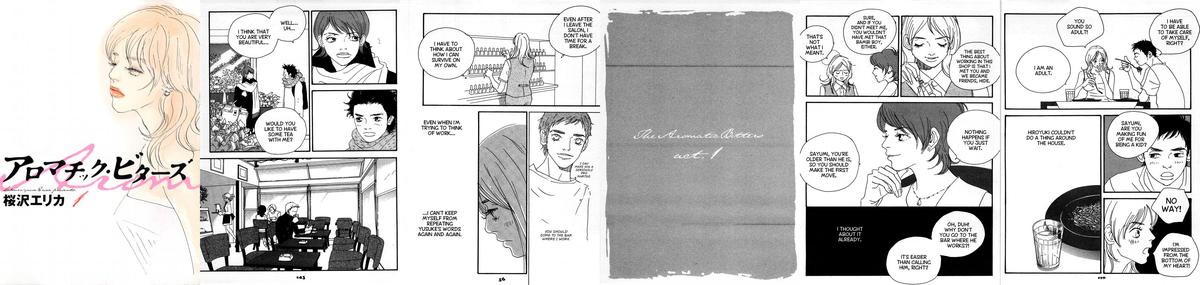 アロマチック・ビターズ
桜沢エリカ
WELL...
UH...
I THINK THAT
YOU ARE VERY
BEAUTIFUL...
WOULD YOU
LIKE TO HAVE
SOME TEA
WITH ME?
143
EVEN AFTER
I LEAVE THE
SALON, I
DON'T HAVE
TIME FOR A
BREAK.
I HAVE TO
THINK ABOUT
HOW I CAN
SURVIVE ON
MY OWN.
EVEN WHEN I'M
TRYING TO THINK
OF WORK...
YOU SHOULD
COME TO THE BAR
WHERE I WORK.
...I CAN'T KEEP
MYSELF FROM
REPEATING
YUSUKE'S WORDS
AGAIN AND AGAIN.
56
The Aromatic Bitters
act. 1
SURE,
AND IF YOU
DIDN'T MEET ME,
YOU WOULDN'T
HAVE MET THAT
BAMBI BOY,
EITHER.
THAT'S
NOT WHAT
I MEANT.
THE BEST
THING ABOUT
WORKING IN THIS
SHOP IS THAT I
MET YOU AND
WE BECAME
FRIENDS, HIDE.
NOTHING
HAPPENS IF
YOU JUST
WAIT.
SAYUMI, YOU'RE
OLDER THAN HE IS,
SO YOU SHOULD
MAKE THE FIRST
MOVE.
I THOUGHT
ABOUT IT
ALREADY.
OH, DUH!
WHY DON'T
YOU GO TO THE
BAR WHERE HE
WORKS?!
IT'S EASIER
THAN CALLING
HIM, RIGHT?
I HAVE
TO BE ABLE
TO TAKE CARE
OF MYSELF,
RIGHT?
YOU
SOUND SO
ADULT!
I AM AN
ADULT.
HIROYUKI COULDN'T
DO A THING AROUND
THE HOUSE.
SAYUMI,
ARE YOU
MAKING FUN
OF ME FOR
BEING A KID?
NO
WAY!
I'M
IMPRESSED
FROM THE
BOTTOM OF
MY HEART!